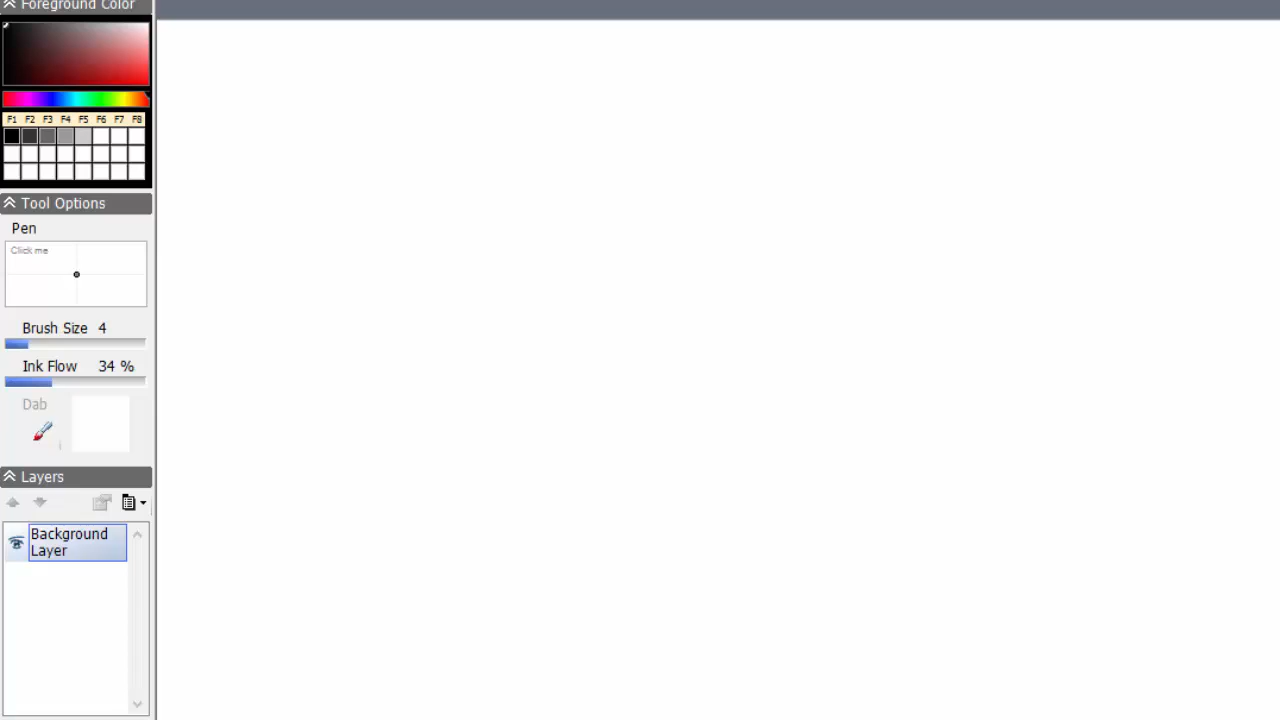 Foreground Color
F1 F2 F3 F4 F5 F6 F7 F8
Tool Options
Pen
Click me
Brush Size 4
Ink Flow 34 %
Dab
Layers
Background
Layer